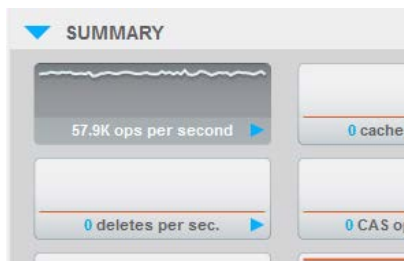 SUMMARY
57.9K ops per second
0 cache
0 deletes per sec.
0 CAS